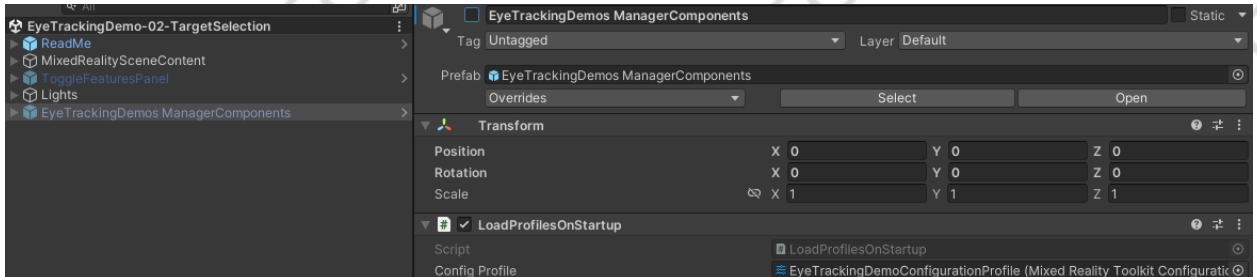 All
EyeTrackingDemo-02-TargetSelection
ReadMe
MixedRealitySceneContent
ToggleFeaturesPanel
Lights
EyeTrackingDemos ManagerComponents
EyeTrackingDemos ManagerComponents
Static
Tag Untagged Layer Default
Prefab EyeTrackingDemos ManagerComponents
Overrides Select Open
Transform
Position X 0 Y 0 Z 0
Rotation X 0 Y 0 Z 0
Scale X 1 Y 1 Z 1
# LoadProfilesOnStartup
Script LoadProfilesOnStartup
Config Profile EyeTrackingDemoConfigurationProfile (Mixed Reality Toolkit Configuratic